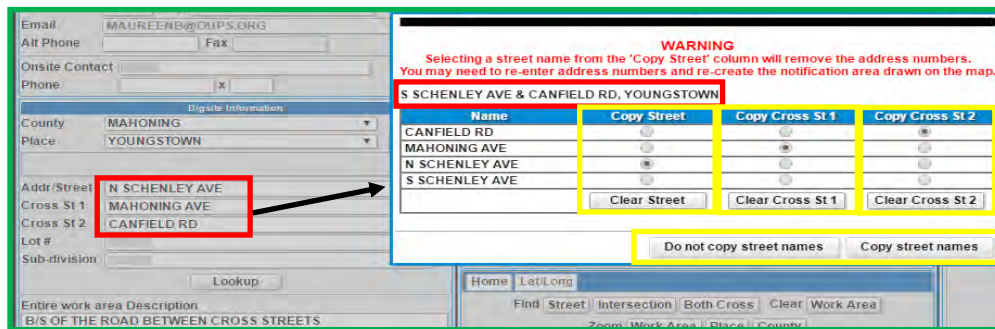 Email MAUREENB@OUPS.ORG
Alt Phone Fax
Onsite Contact
Phone x
Digsite Information
County MAHONING
Place YOUNGSTOWN
Addr/Street N SCHENLEY AVE
Cross St 1 MAHONING AVE
Cross St 2 CANFIELD RD
Lot #
Sub-division
Lookup
Entire work area Description
B/S OF THE ROAD BETWEEN CROSS STREETS
WARNING
Selecting a street name from the 'Copy Street' column will remove the address numbers.
You may need to re-enter address numbers and re-create the notification area drawn on the map.
S SCHENLEY AVE & CANFIELD RD, YOUNGSTOWN
Name Copy Street Copy Cross St 1 Copy Cross St 2
CANFIELD RD
MAHONING AVE
N SCHENLEY AVE
S SCHENLEY AVE
Clear Street Clear Cross St 1 Clear Cross St 2
Do not copy street names Copy street names
Home Lat/Long
Find Street Intersection Both Cross Clear Work Area
Zoom Work Area Place County